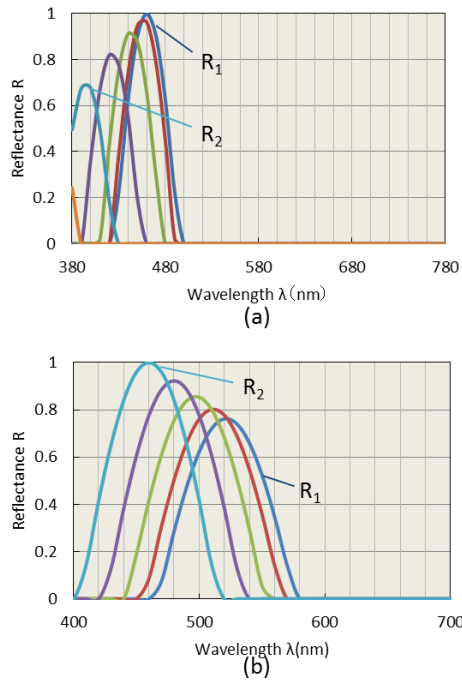 1
0.8
0.6
0.4
0.2
0
Reflectance R
R1
R2
380 480 580 680 780
Wavelength λ(nm)
(a)
1
0.8
0.6
0.4
0.2
0
Reflectance R
R2
R1
400 500 600 700
Wavelength λ(nm)
(b)